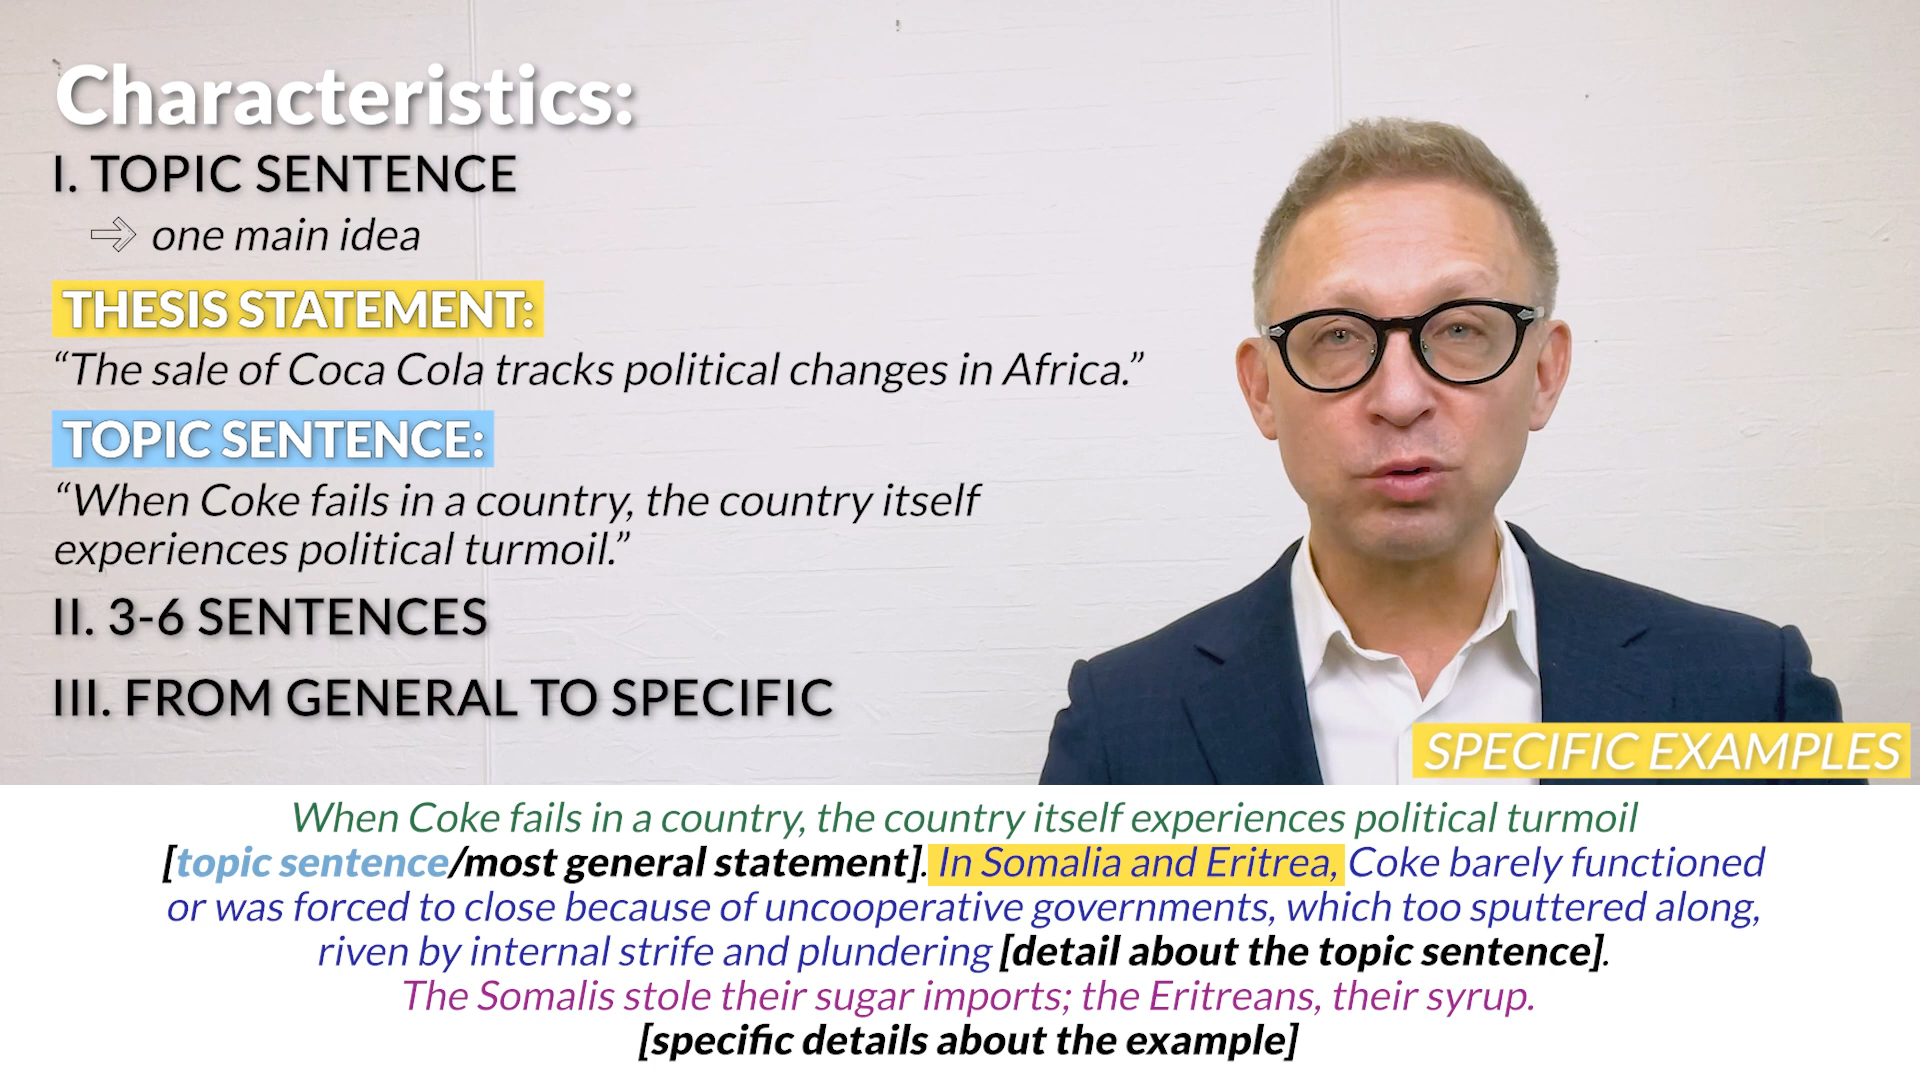 Characteristics:
I. TOPIC SENTENCE
⇨ one main idea
THESIS STATEMENT:
“The sale of Coca Cola tracks political changes in Africa.”
TOPIC SENTENCE:
“When Coke fails in a country, the country itself
experiences political turmoil.”
II. 3-6 SENTENCES
III. FROM GENERAL TO SPECIFIC
SPECIFIC EXAMPLES
When Coke fails in a country, the country itself experiences political turmoil
[topic sentence/most general statement]. In Somalia and Eritrea, Coke barely functioned
or was forced to close because of uncooperative governments, which too sputtered along,
riven by internal strife and plundering [detail about the topic sentence].
The Somalis stole their sugar imports; the Eritreans, their syrup.
[specific details about the example]